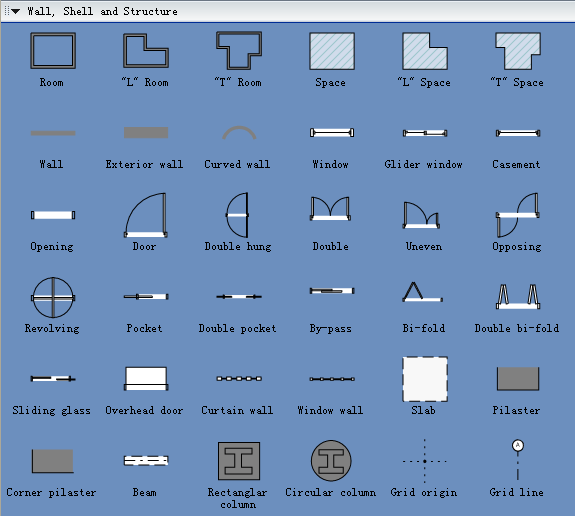 Wall, Shell and Structure
Room "L" Room "T" Room Space "L" Space "T" Space
Wall Exterior wall Curved wall Window Glider window Casement
Opening Door Double hung Double Uneven Opposing
Revolving Pocket Double pocket By-pass Bi-fold Double bi-fold
Sliding glass Overhead door Curtain wall Window wall Slab Pilaster
A
Corner pilaster Beam Rectanglar Circular column Grid origin Grid line
column